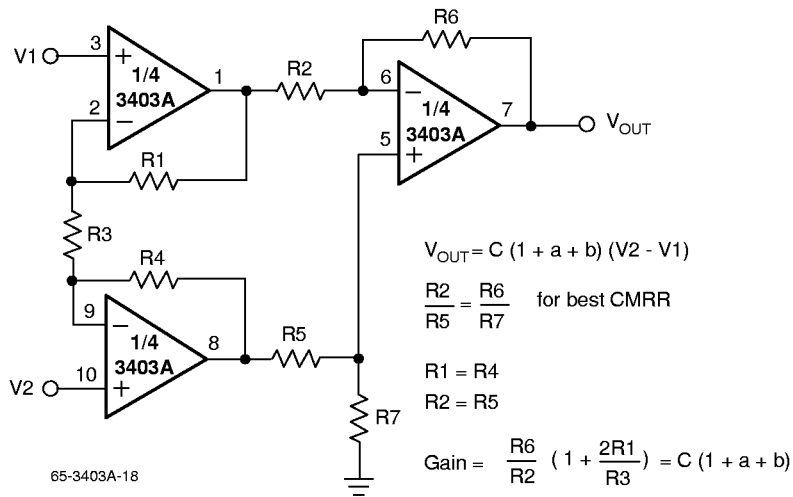 R6
V1
3
+
1/4
3403A
1
2
−
R2
6
−
1/4
3403A
7
VOUT
5
+
R1
R3
R4
9
−
1/4
3403A
8
R5
V2
10
+
R7
VOUT = C (1 + a + b) (V2 - V1)
R2/R5 = R6/R7 for best CMRR
R1 = R4
R2 = R5
Gain = R6/R2 (1 + 2R1/R3) = C (1 + a + b)
65-3403A-18